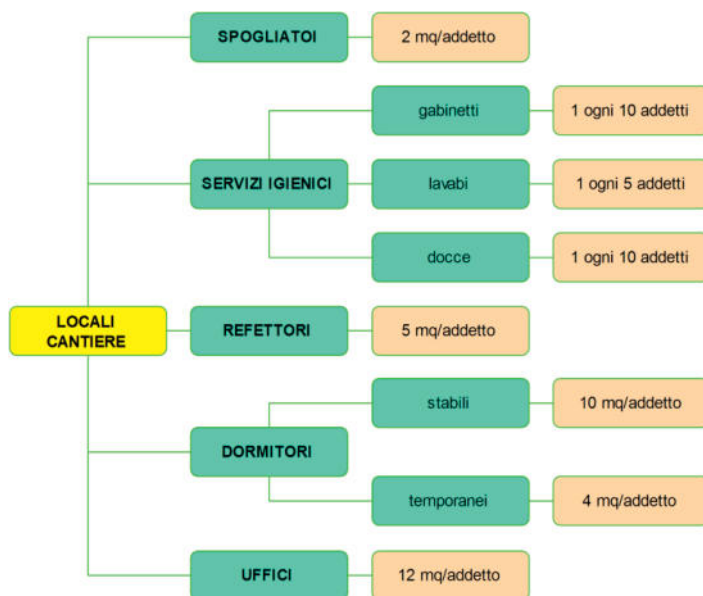 SPOGLIATOI
2 mq/addetto
gabinetti
1 ogni 10 addetti
SERVIZI IGIENICI
lavabi
1 ogni 5 addetti
docce
1 ogni 10 addetti
LOCALI
CANTIERE
REFETTORI
5 mq/addetto
stabili
10 mq/addetto
DORMITORI
temporanei
4 mq/addetto
UFFICI
12 mq/addetto